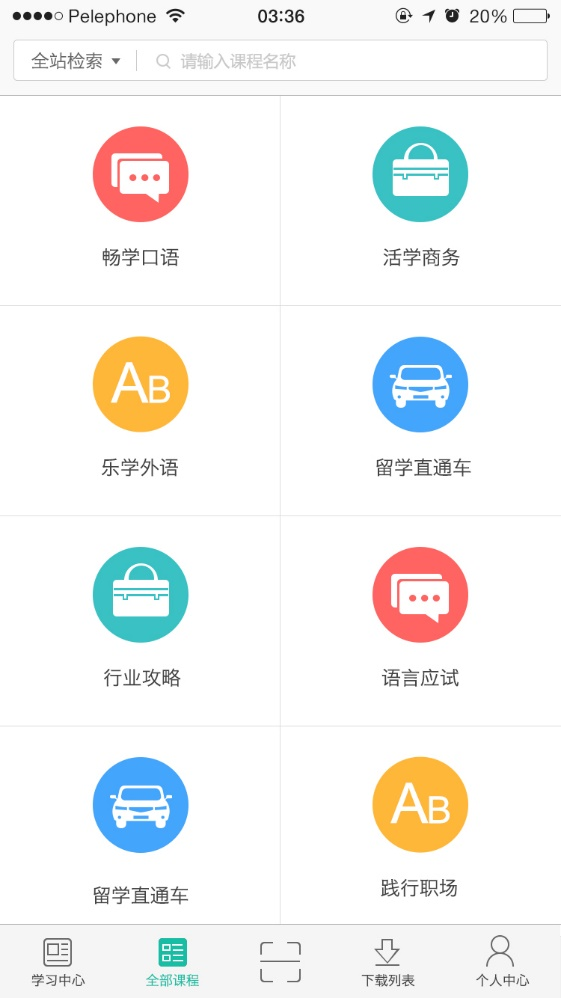 Pelephone 03:36 20%
全站检索 请输入课程名称
畅学口语 活学商务
AB
乐学外语 留学直通车
行业攻略 语言应试
AB
留学直通车 践行职场
学习中心 全部课程 下载列表 个人中心